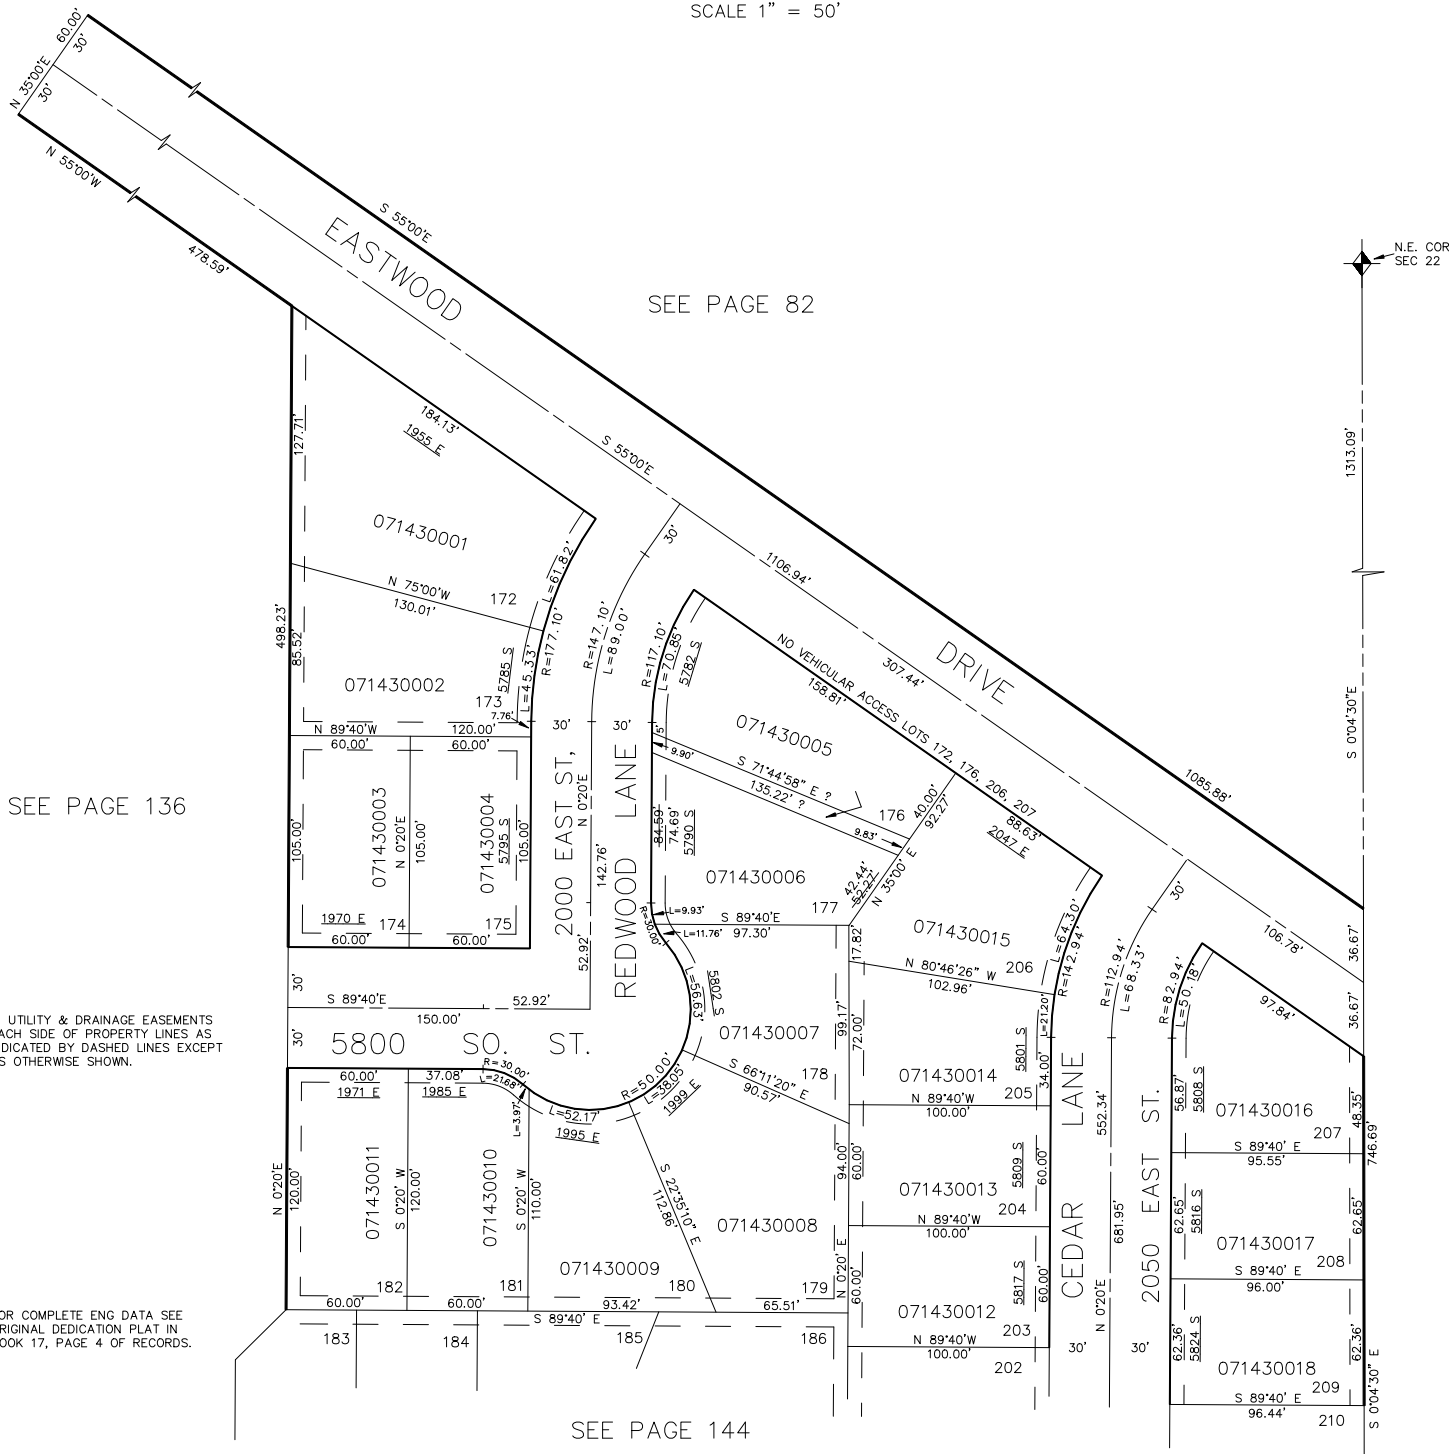 SCALE 1" = 50'
60.00'
30'
N 35°00'E
30'
N 55°00'W
478.59'
S 55°00'E
EASTWOOD
SEE PAGE 82
N.E. COR
SEC 22
1313.09'
S 0°04'30"E
127.71'
184.13'
1955 E
S 55°00'E
1106.94'
071430001
N 75°00'W
130.01'
172
L=61.82'
R=177.10'
R=147.10'
L=89.00'
30'
R=117.10'
L=70.85'
5782 S
498.23'
85.52'
071430002
173
5785 S
L=45.33'
7.76'
N 89°40'W
120.00'
60.00'
60.00'
30'
30'
5'
NO VEHICULAR ACCESS LOTS 172, 176, 206, 207
158.81'
307.44'
DRIVE
1085.88'
071430005
9.90'
S 71°44'58" E ?
135.22' ?
176
9.83'
40.00'
92.27'
88.63'
2047 E
SEE PAGE 136
105.00'
071430003
N 0°20'E
105.00'
071430004
5795 S
105.00'
2000 EAST ST,
N 0°20'E
142.76'
REDWOOD LANE
84.59'
74.69'
5790 S
071430006
177
42.44'
52.27'
N 35°00' E
1970 E
174
175
60.00'
60.00'
R=30.00'
L=9.93'
L=11.76'
S 89°40'E
97.30'
17.82'
071430015
206
N 80°46'26" W
102.96'
L=64.30'
R=142.94'
R=112.94'
L=68.33'
30'
R=82.94'
L=50.18'
106.78'
36.67'
97.84'
36.67'
30'
S 89°40'E
52.92'
52.92'
150.00'
30'
5800 SO. ST.
L=56.63'
5802 S
071430007
99.17'
72.00'
L=21.20'
UTILITY & DRAINAGE EASEMENTS
ACH SIDE OF PROPERTY LINES AS
DICATED BY DASHED LINES EXCEPT
S OTHERWISE SHOWN.
60.00'
1971 E
37.08'
1985 E
R=30.00'
L=21.68'
L=3.97'
L=52.17'
1995 E
R=50.00'
L=38.05'
1999 E
S 66°11'20" E
90.57'
178
071430014
205
5801 S
34.00'
N 89°40'W
100.00'
CEDAR LANE
552.34'
2050 EAST ST.
56.87'
5808 S
071430016
207
48.35'
746.69'
S 89°40' E
95.55'
N 0°20'E
120.00'
071430011
S 0°20' W
120.00'
071430010
S 0°20' W
110.00'
S 22°35'10" E
112.86'
071430008
94.00'
60.00'
071430013
204
5809 S
60.00'
N 89°40'W
100.00'
681.95'
62.65'
5816 S
071430017
208
62.65'
S 89°40' E
96.00'
071430009
182
181
180
179
N 0°20' E
60.00'
60.00'
60.00'
93.42'
65.51'
S 89°40' E
071430012
203
5817 S
60.00'
N 89°40'W
100.00'
202
N 0°20'E
30'
30'
62.36'
5824 S
071430018
209
62.36'
S 89°40' E
96.44'
210
S 0°04'30" E
OR COMPLETE ENG DATA SEE
RIGINAL DEDICATION PLAT IN
OOK 17, PAGE 4 OF RECORDS.
183
184
185
186
SEE PAGE 144